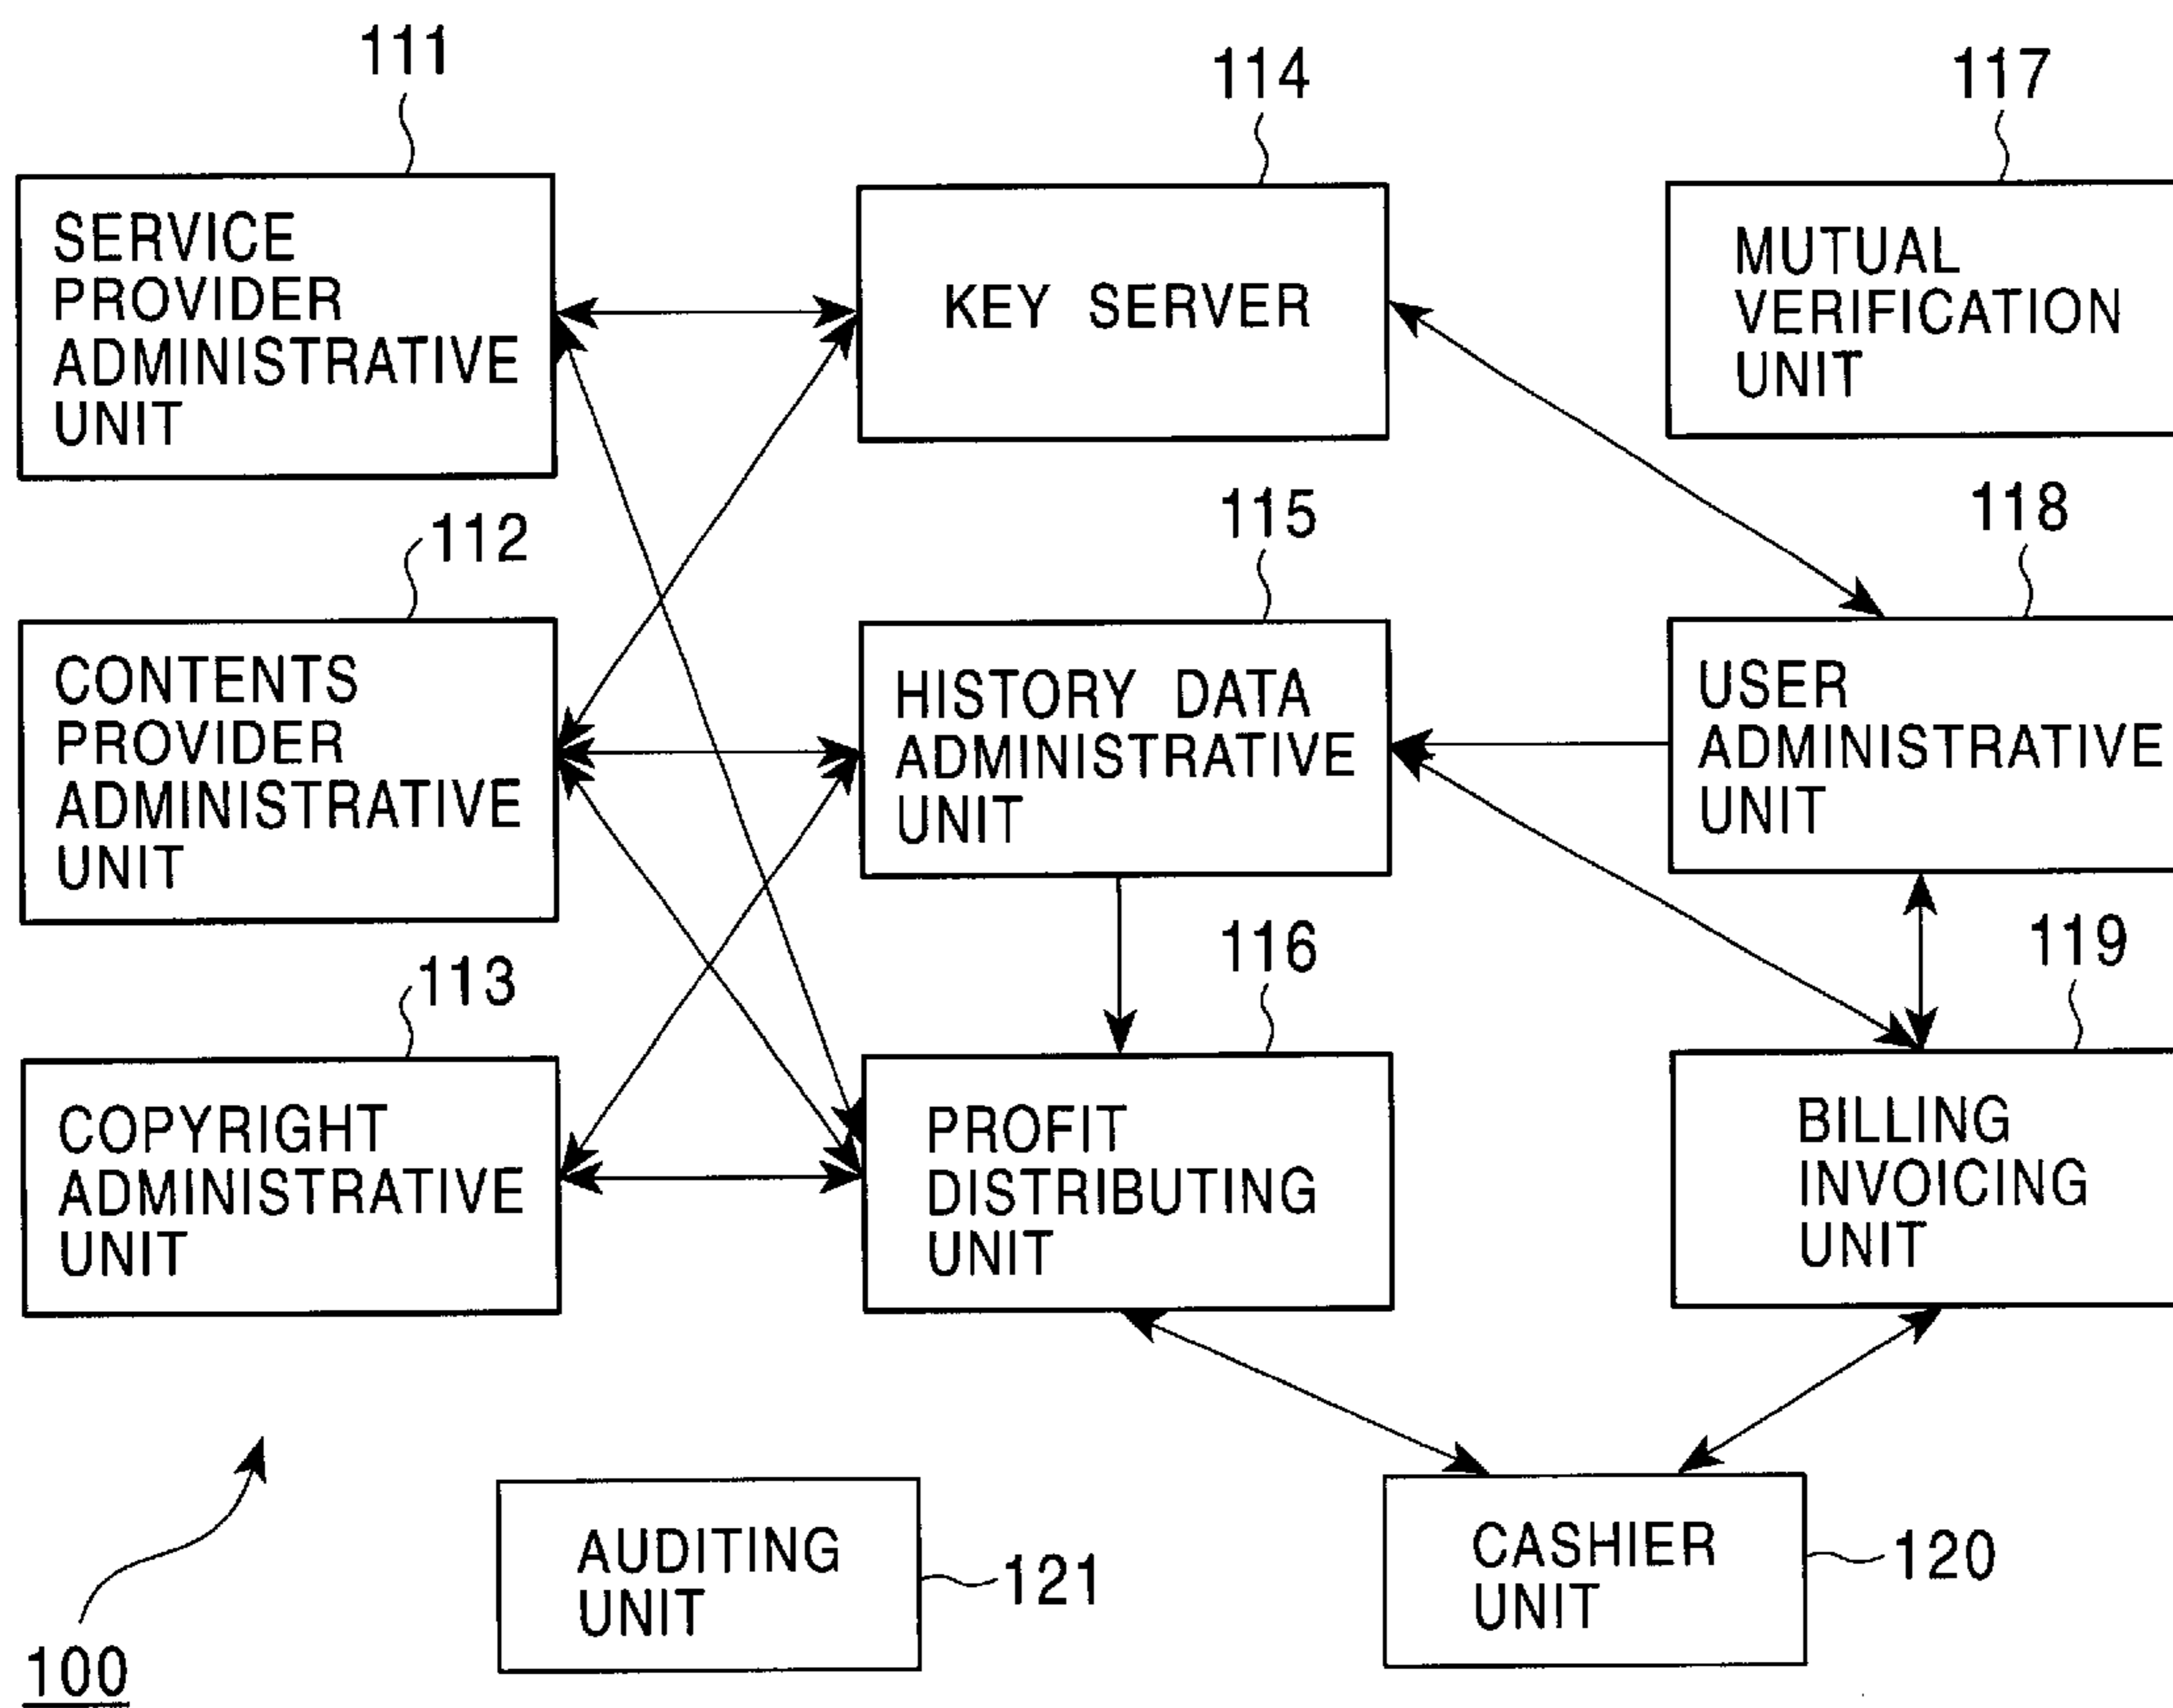 111
114
117
SERVICE
PROVIDER
ADMINISTRATIVE
UNIT
KEY SERVER
MUTUAL
VERIFICATION
UNIT
112
115
118
CONTENTS
PROVIDER
ADMINISTRATIVE
UNIT
HISTORY DATA
ADMINISTRATIVE
UNIT
USER
ADMINISTRATIVE
UNIT
113
116
119
COPYRIGHT
ADMINISTRATIVE
UNIT
PROFIT
DISTRIBUTING
UNIT
BILLING
INVOICING
UNIT
100
AUDITING
UNIT
121
CASHIER
UNIT
120